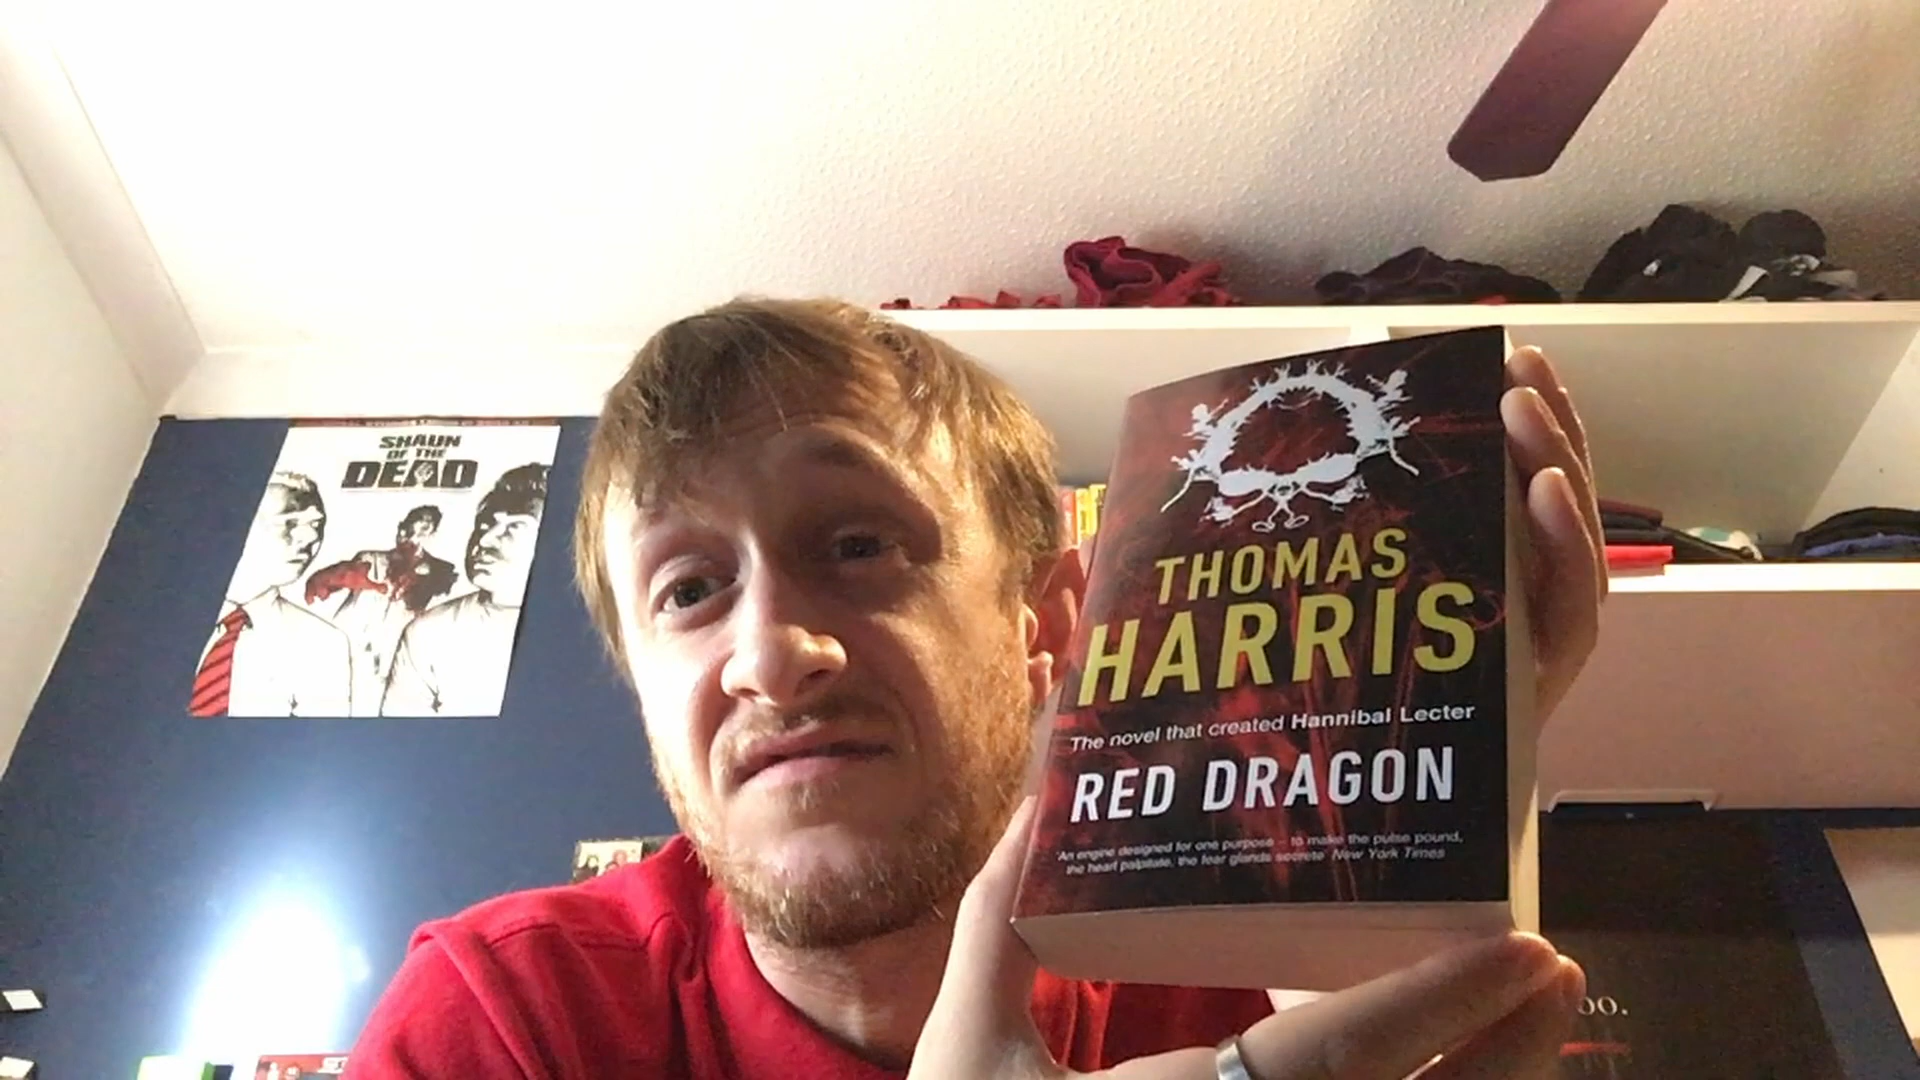 SHAUN
OF THE
DEAD
THOMAS
HARRIS
The novel that created Hannibal Lecter
RED DRAGON
'An engine designed for one purpose – to make the pulse pound,
the heart palpitate, the fear glands secrete' New York Times
oo.